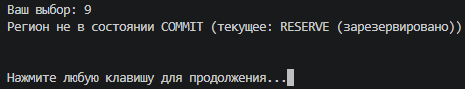 Ваш выбор: 9
Регион не в состоянии COMMIT (текущее: RESERVE (зарезервировано))
Нажмите любую клавишу для продолжения...